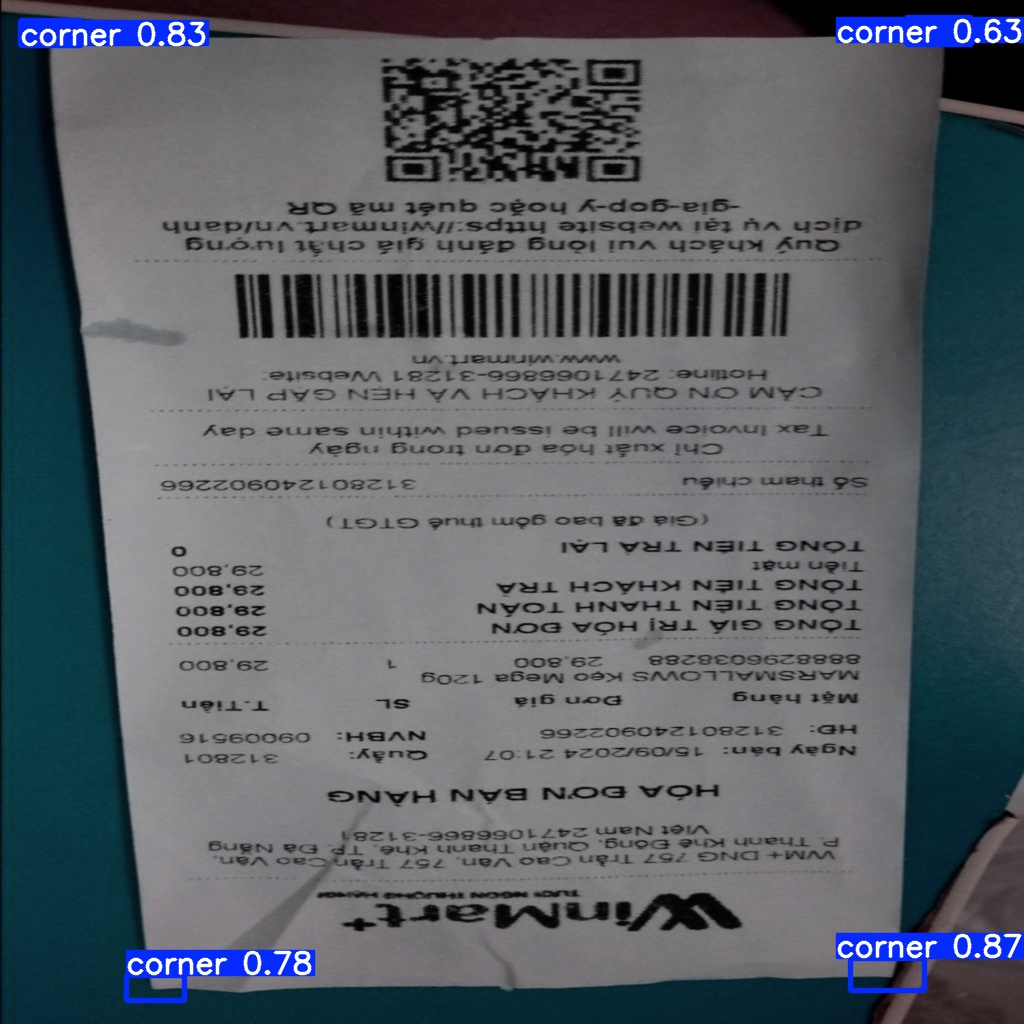 corner 0.83
corner 0.63
WinMart+
TƯƠI NGON THƯỢNG HẠNG
WM+ DNG 757 Trần Cao Vân, 757 Trần Cao Vân,
P. Thanh Khê Đông, Quận Thanh Khê, TP. Đà Nẵng
Việt Nam 2471066866-31281
HÓA ĐƠN BÁN HÀNG
Ngày bán: 15/09/2024 21:07 Quầy: 312801
HĐ: 312801240902266 NVBH: 09009516
Mặt hàng Đơn giá SL T.Tiền
MARSMALLOWS Kẹo Mega 120g
8888296038288 29,800 1 29,800
TỔNG GIÁ TRỊ HÓA ĐƠN 29,800
TỔNG TIỀN THANH TOÁN 29,800
TỔNG TIỀN KHÁCH TRẢ 29,800
Tiền mặt 29,800
TỔNG TIỀN TRẢ LẠI 0
(Giá đã bao gồm thuế GTGT)
Số tham chiếu 312801240902266
Chỉ xuất hóa đơn trong ngày
Tax Invoice will be issued within same day
CẢM ƠN QUÝ KHÁCH VÀ HẸN GẶP LẠI
Hotline: 2471066866-31281 Website:
www.winmart.vn
Quý khách vui lòng đánh giá chất lượng
dịch vụ tại website https://winmart.vn/danh
-gia-gop-y hoặc quét mã QR
corner 0.78
corner 0.87